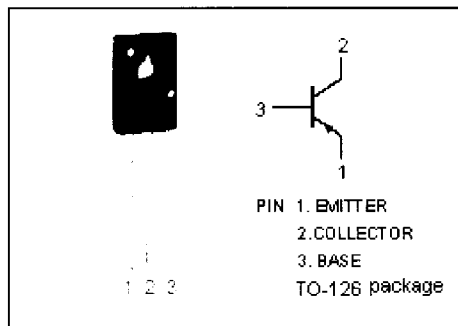 2
3
1
PIN 1. EMITTER
2. COLLECTOR
3. BASE
TO-126 package
1 2 3